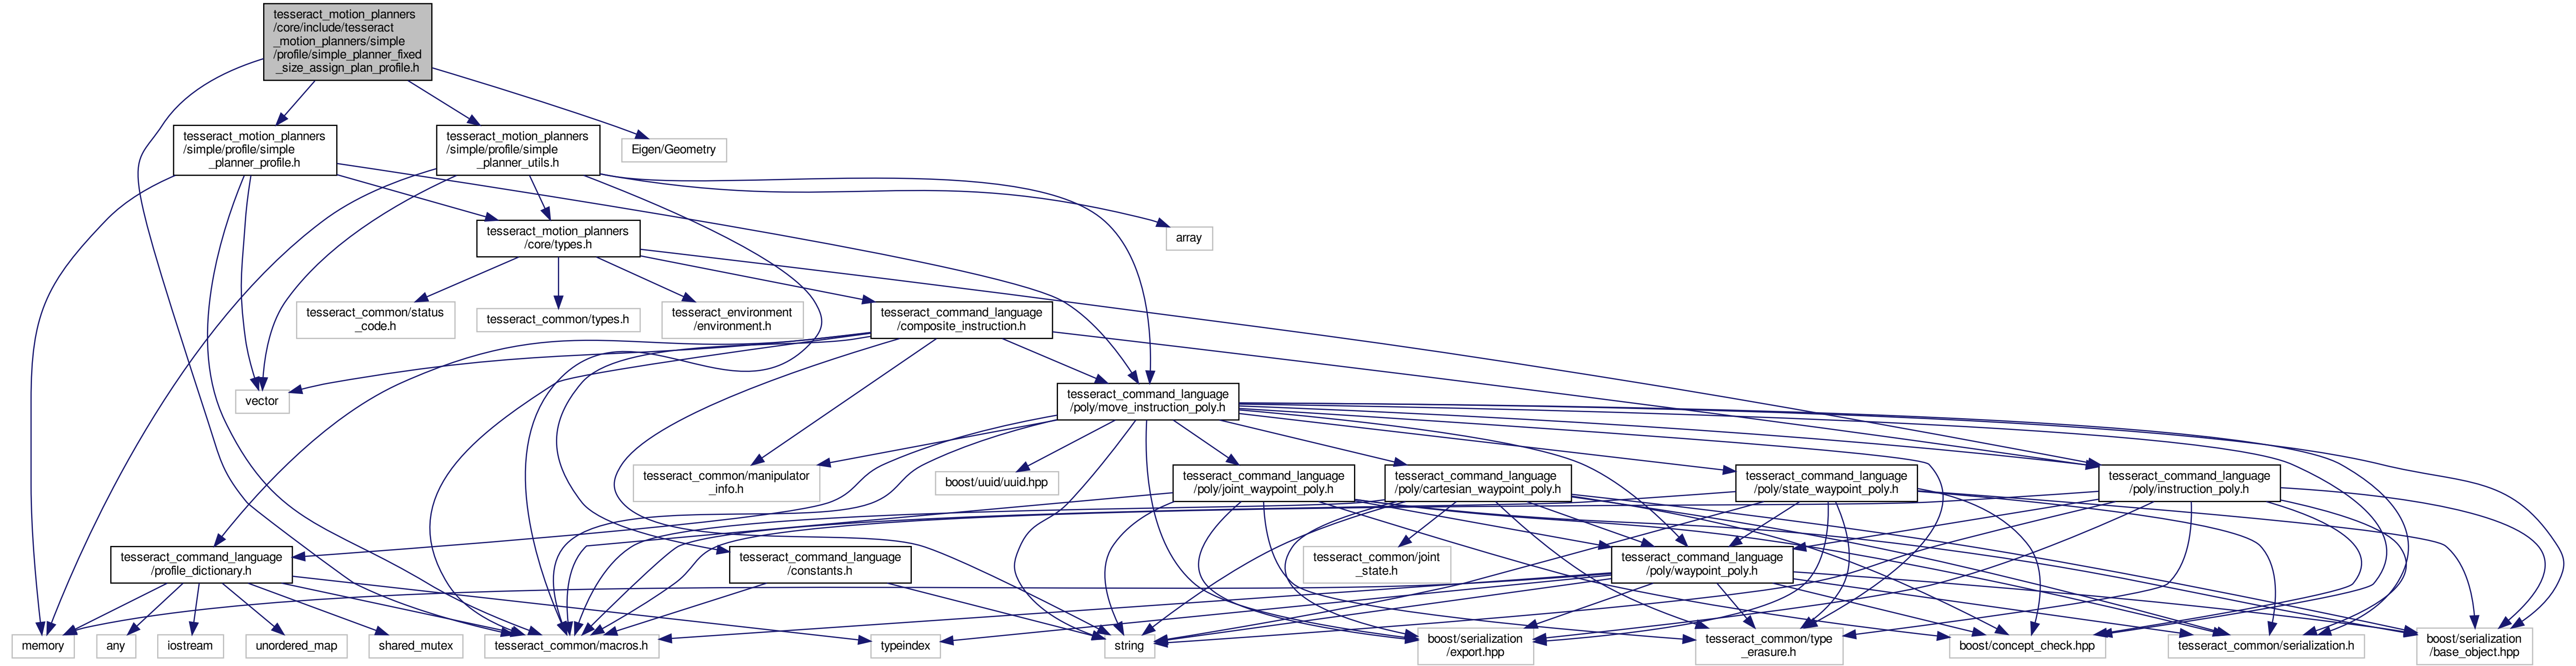 tesseract_motion_planners
/core/include/tesseract
_motion_planners/simple
/profile/simple_planner_fixed
_size_assign_plan_profile.h
tesseract_motion_planners
/simple/profile/simple
_planner_profile.h
tesseract_motion_planners
/simple/profile/simple
_planner_utils.h
Eigen/Geometry
tesseract_motion_planners
/core/types.h
array
tesseract_common/status
_code.h
tesseract_common/types.h
tesseract_environment
/environment.h
tesseract_command_language
/composite_instruction.h
vector
tesseract_command_language
/poly/move_instruction_poly.h
tesseract_common/manipulator
_info.h
boost/uuid/uuid.hpp
tesseract_command_language
/poly/joint_waypoint_poly.h
tesseract_command_language
/poly/cartesian_waypoint_poly.h
tesseract_command_language
/poly/state_waypoint_poly.h
tesseract_command_language
/poly/instruction_poly.h
tesseract_command_language
/profile_dictionary.h
tesseract_command_language
/constants.h
tesseract_common/joint
_state.h
tesseract_command_language
/poly/waypoint_poly.h
memory
any
iostream
unordered_map
shared_mutex
tesseract_common/macros.h
typeindex
string
boost/serialization
/export.hpp
tesseract_common/type
_erasure.h
boost/concept_check.hpp
tesseract_common/serialization.h
boost/serialization
/base_object.hpp